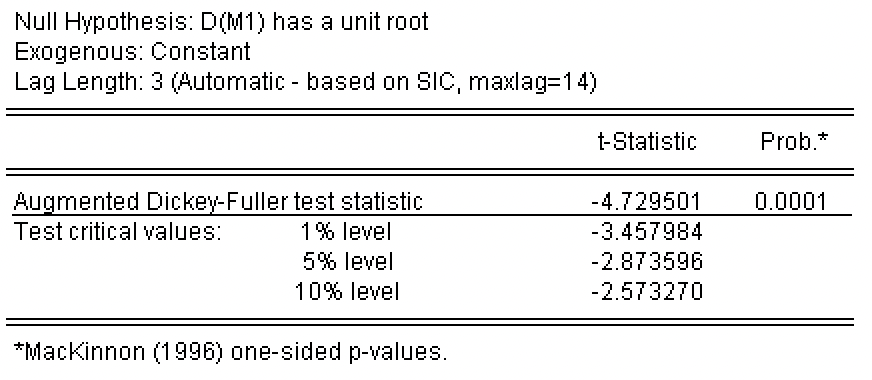 Null Hypothesis: D(M1) has a unit root
Exogenous: Constant
Lag Length: 3 (Automatic - based on SIC, maxlag=14)
t-Statistic Prob.*
Augmented Dickey-Fuller test statistic -4.729501 0.0001
Test critical values: 1% level -3.457984
5% level -2.873596
10% level -2.573270
*MacKinnon (1996) one-sided p-values.